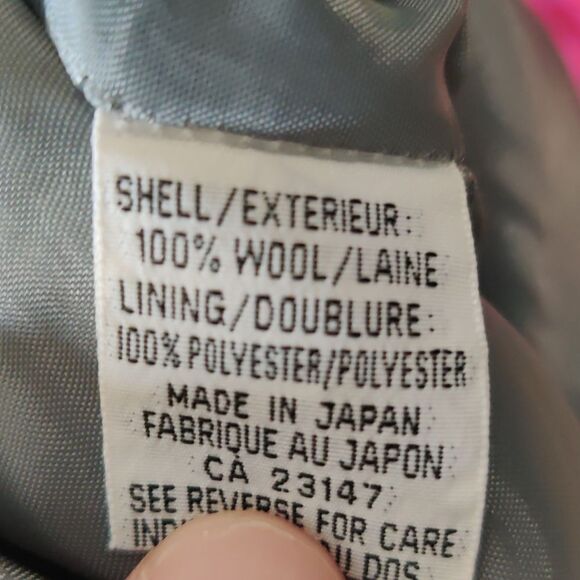 SHELL/EXTERIEUR:
100% WOOL/LAINE
LINING/DOUBLURE:
100% POLYESTER/POLYESTER
MADE IN JAPAN
FABRIQUE AU JAPON
CA 23147
SEE REVERSE FOR CARE
DOS